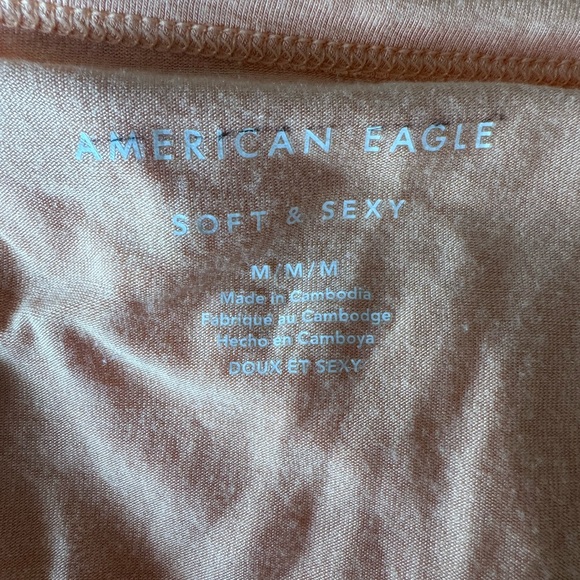 AMERICAN EAGLE
SOFT & SEXY
M/M/M
Made in Cambodia
Fabriqué au Cambodge
Hecho en Camboya
DOUX ET SEXY